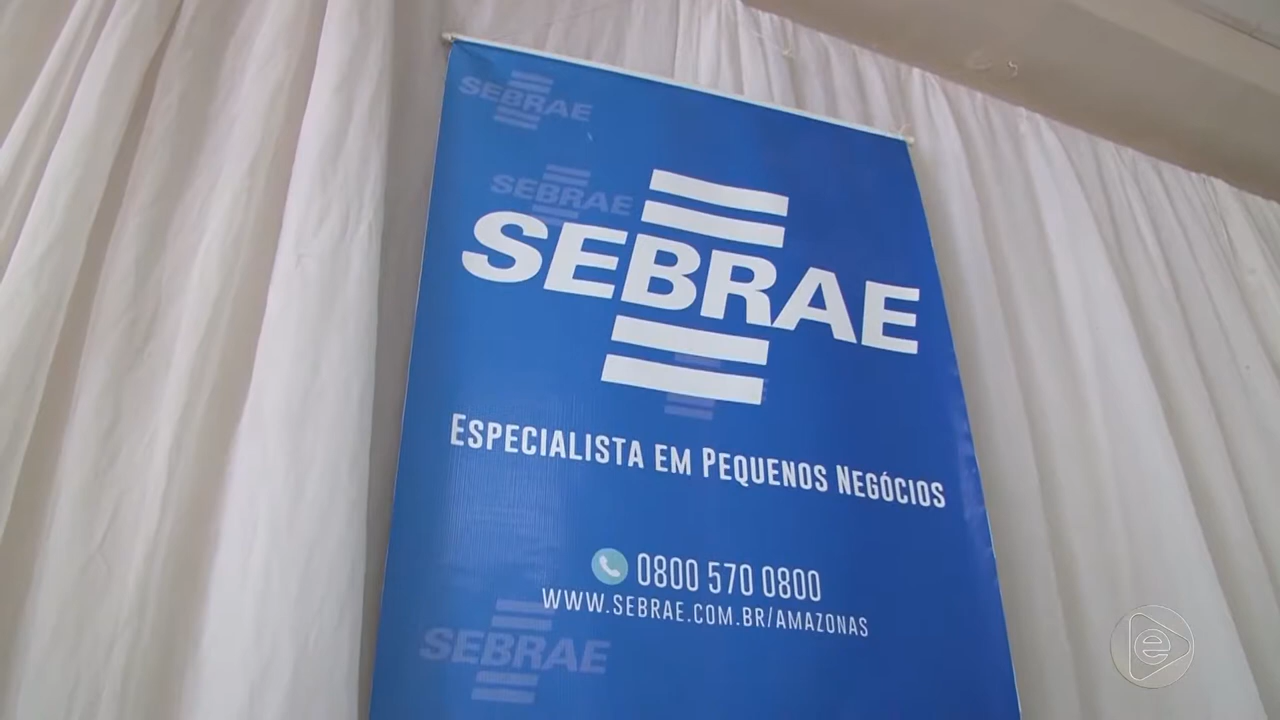 SEBRAE
SEBRAE
SEBRAE
ESPECIALISTA EM PEQUENOS NEGÓCIOS
0800 570 0800
WWW.SEBRAE.COM.BR/AMAZONAS
SEBRAE
e